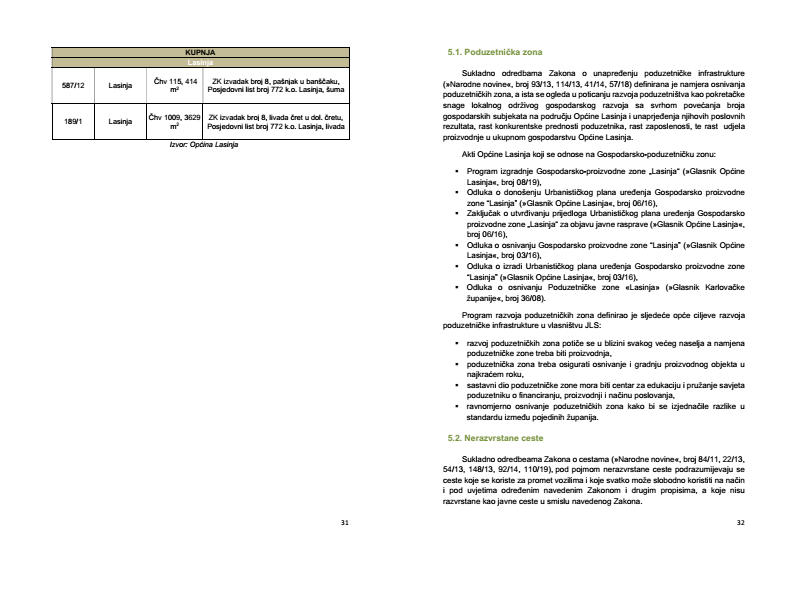 KUPNJA
Lasinja
587/12 Lasinja Čhv 115, 414 m² ZK izvadak broj 8, pašnjak u banščaku, Posjedovni list broj 772 k.o. Lasinja, šuma
189/1 Lasinja Čhv 1009, 3629 m² ZK izvadak broj 8, livada čret u dol. čretu, Posjedovni list broj 772 k.o. Lasinja, livada
Izvor: Općina Lasinja
31
5.1. Poduzetnička zona
Sukladno odredbama Zakona o unapređenju poduzetničke infrastrukture
(»Narodne novine«, broj 93/13, 114/13, 41/14, 57/18) definirana je namjera osnivanja
poduzetničkih zona, a ista se ogleda u poticanju razvoja poduzetništva kao pokretačke
snage lokalnog održivog gospodarskog razvoja sa svrhom povećanja broja
gospodarskih subjekata na području Općine Lasinja i unaprjeđenja njihovih poslovnih
rezultata, rast konkurentske prednosti poduzetnika, rast zaposlenosti, te rast udjela
proizvodnje u ukupnom gospodarstvu Općine Lasinja.
Akti Općine Lasinja koji se odnose na Gospodarsko-poduzetničku zonu:
▪ Program izgradnje Gospodarsko-proizvodne zone „Lasinja“ (»Glasnik Općine
Lasinja«, broj 08/19),
▪ Odluka o donošenju Urbanističkog plana uređenja Gospodarsko proizvodne
zone “Lasinja” (»Glasnik Općine Lasinja«, broj 06/16),
▪ Zaključak o utvrđivanju prijedloga Urbanističkog plana uređenja Gospodarsko
proizvodne zone „Lasinja“ za objavu javne rasprave (»Glasnik Općine Lasinja«,
broj 06/16),
▪ Odluka o osnivanju Gospodarsko proizvodne zone “Lasinja” (»Glasnik Općine
Lasinja«, broj 03/16),
▪ Odluka o izradi Urbanističkog plana uređenja Gospodarsko proizvodne zone
“Lasinja” (»Glasnik Općine Lasinja«, broj 03/16),
▪ Odluka o osnivanju Poduzetničke zone «Lasinja» (»Glasnik Karlovačke
županije«, broj 36/08).
Program razvoja poduzetničkih zona definirao je sljedeće opće ciljeve razvoja
poduzetničke infrastrukture u vlasništvu JLS:
▪ razvoj poduzetničkih zona potiče se u blizini svakog većeg naselja a namjena
poduzetničke zone treba biti proizvodnja,
▪ poduzetnička zona treba osigurati osnivanje i gradnju proizvodnog objekta u
najkraćem roku,
▪ sastavni dio poduzetničke zone mora biti centar za edukaciju i pružanje savjeta
poduzetniku o financiranju, proizvodnji i načinu poslovanja,
▪ ravnomjerno osnivanje poduzetničkih zona kako bi se izjednačile razlike u
standardu između pojedinih županija.
5.2. Nerazvrstane ceste
Sukladno odredbeama Zakona o cestama (»Narodne novine«, broj 84/11, 22/13,
54/13, 148/13, 92/14, 110/19), pod pojmom nerazvrstane ceste podrazumijevaju se
ceste koje se koriste za promet vozilima i koje svatko može slobodno koristiti na način
i pod uvjetima određenim navedenim Zakonom i drugim propisima, a koje nisu
razvrstane kao javne ceste u smislu navedenog Zakona.
32